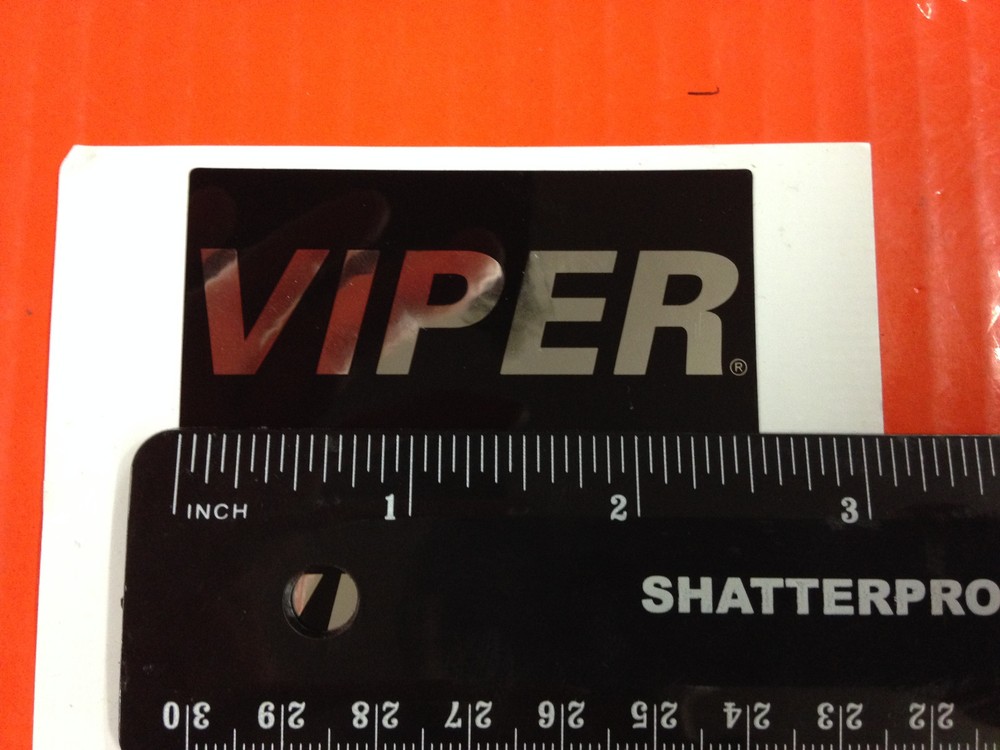 VIPER®
1 2 3
INCH
SHATTERPRO
30 29 28 27 26 25 24 23 22